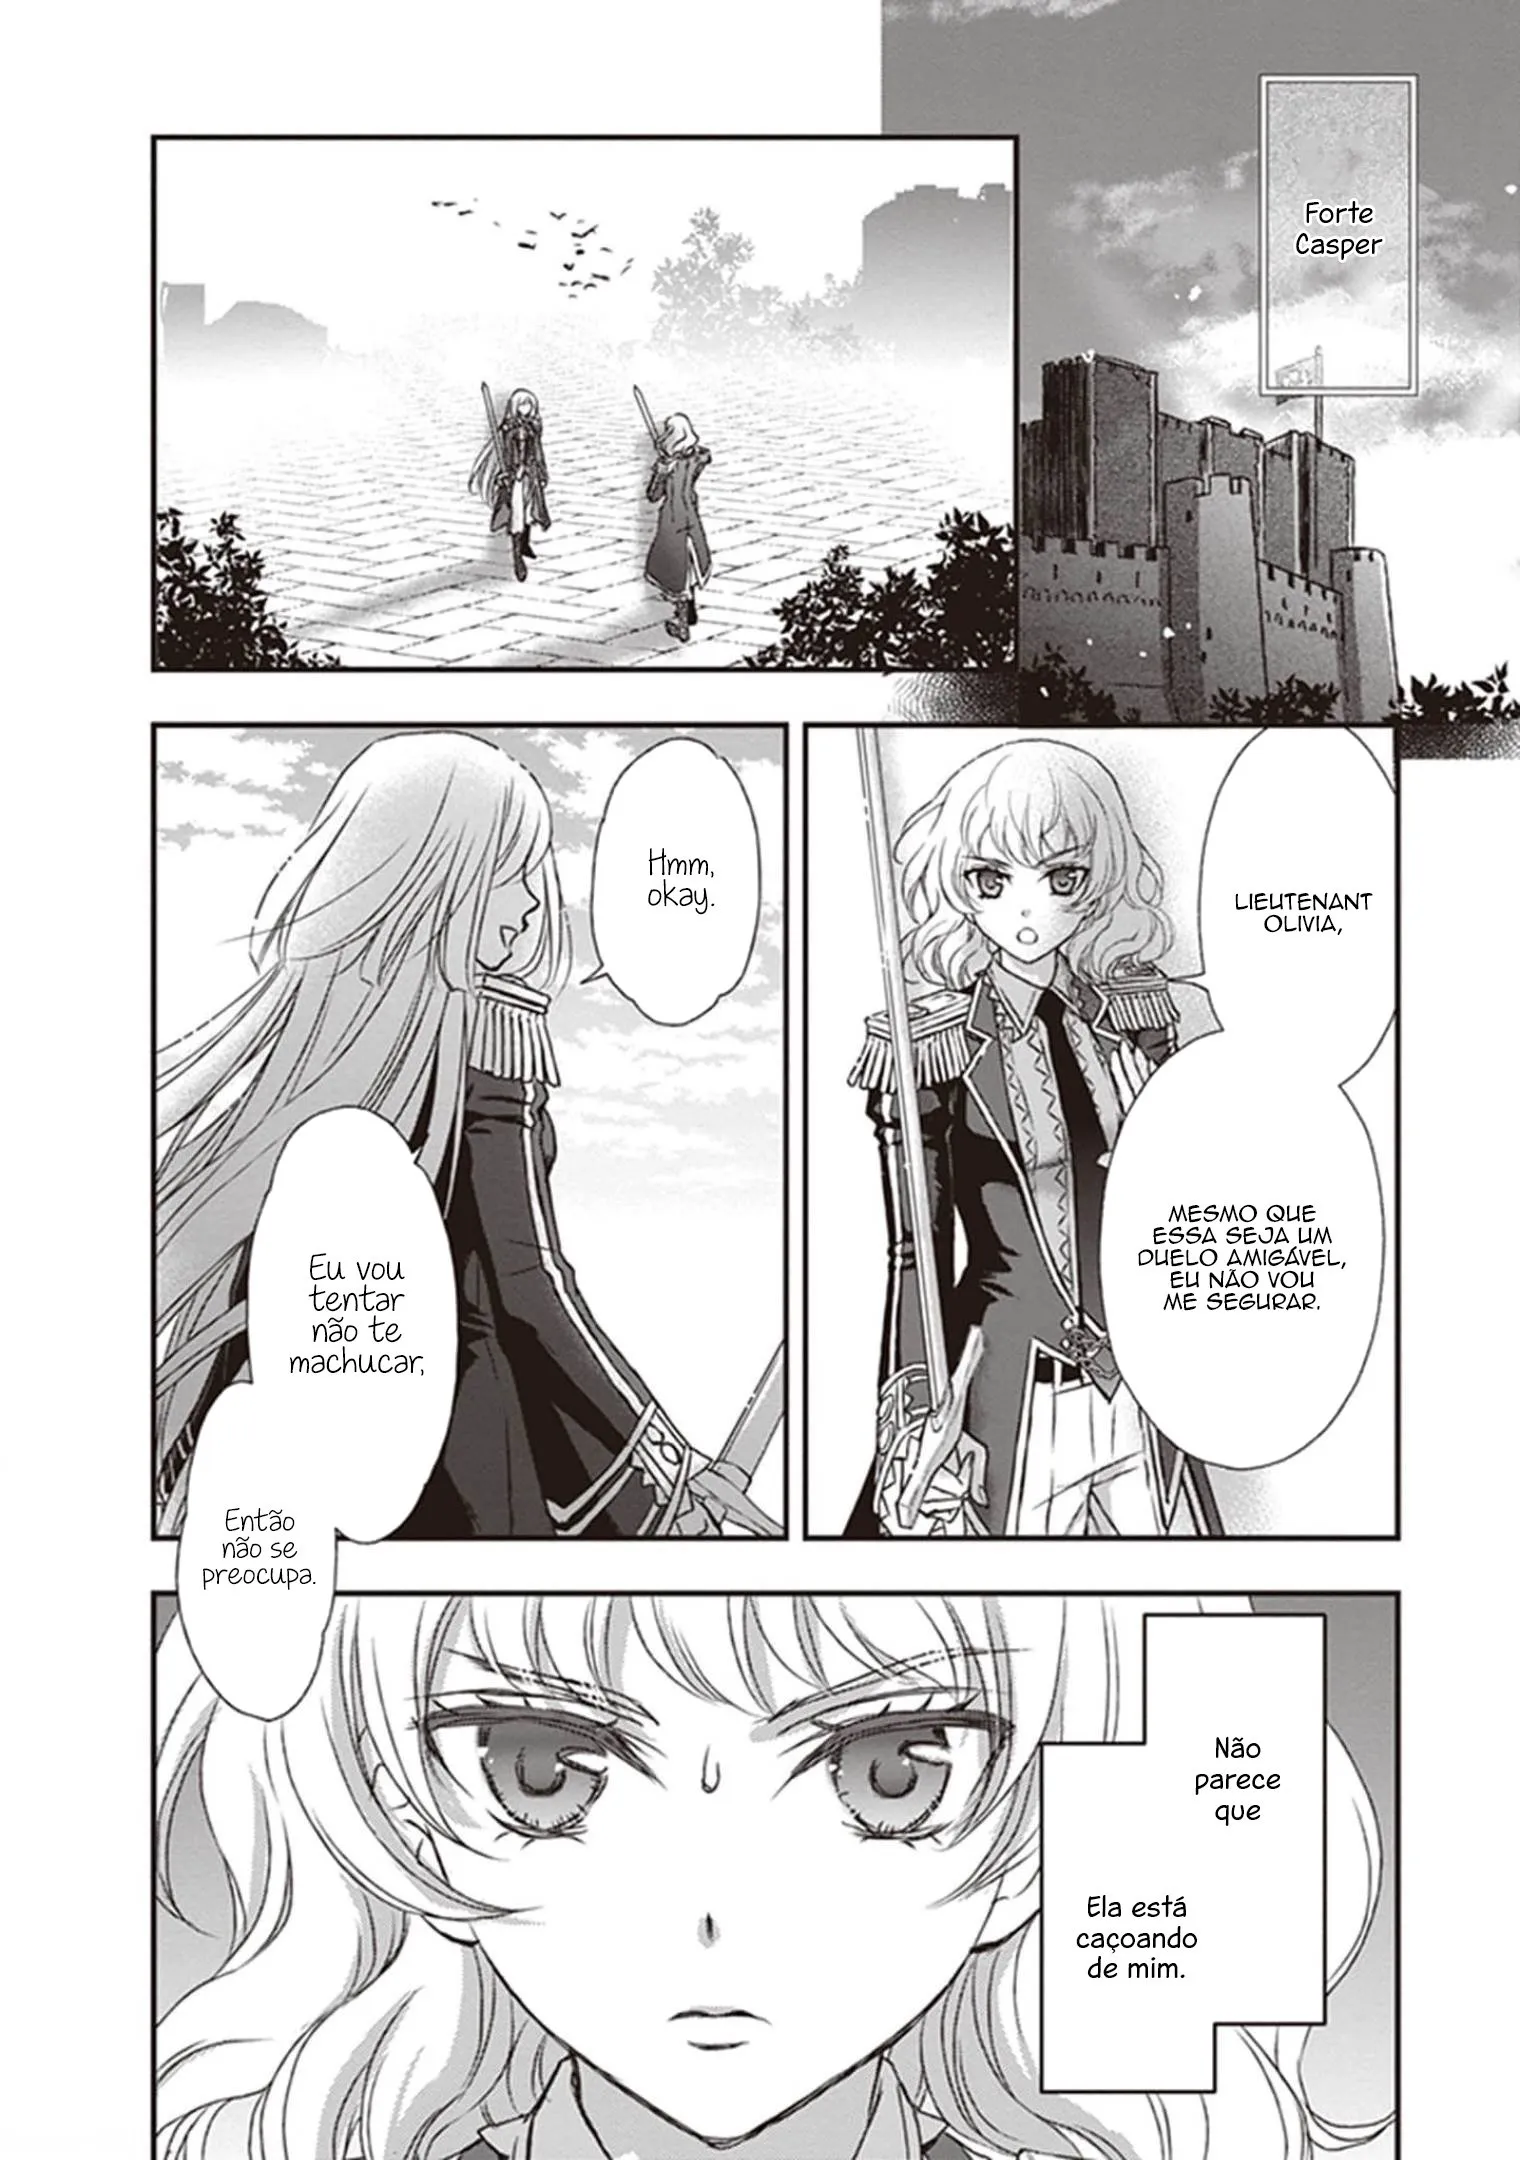 Forte
Casper
LIEUTENANT
OLIVIA,
MESMO QUE
ESSA SEJA UM
DUELO AMIGÁVEL,
EU NÃO VOU
ME SEGURAR.
Hmm,
okay.
Eu vou
tentar
não te
machucar,
Então
não se
preocupa.
Não
parece
que
Ela está
caçoando
de mim.